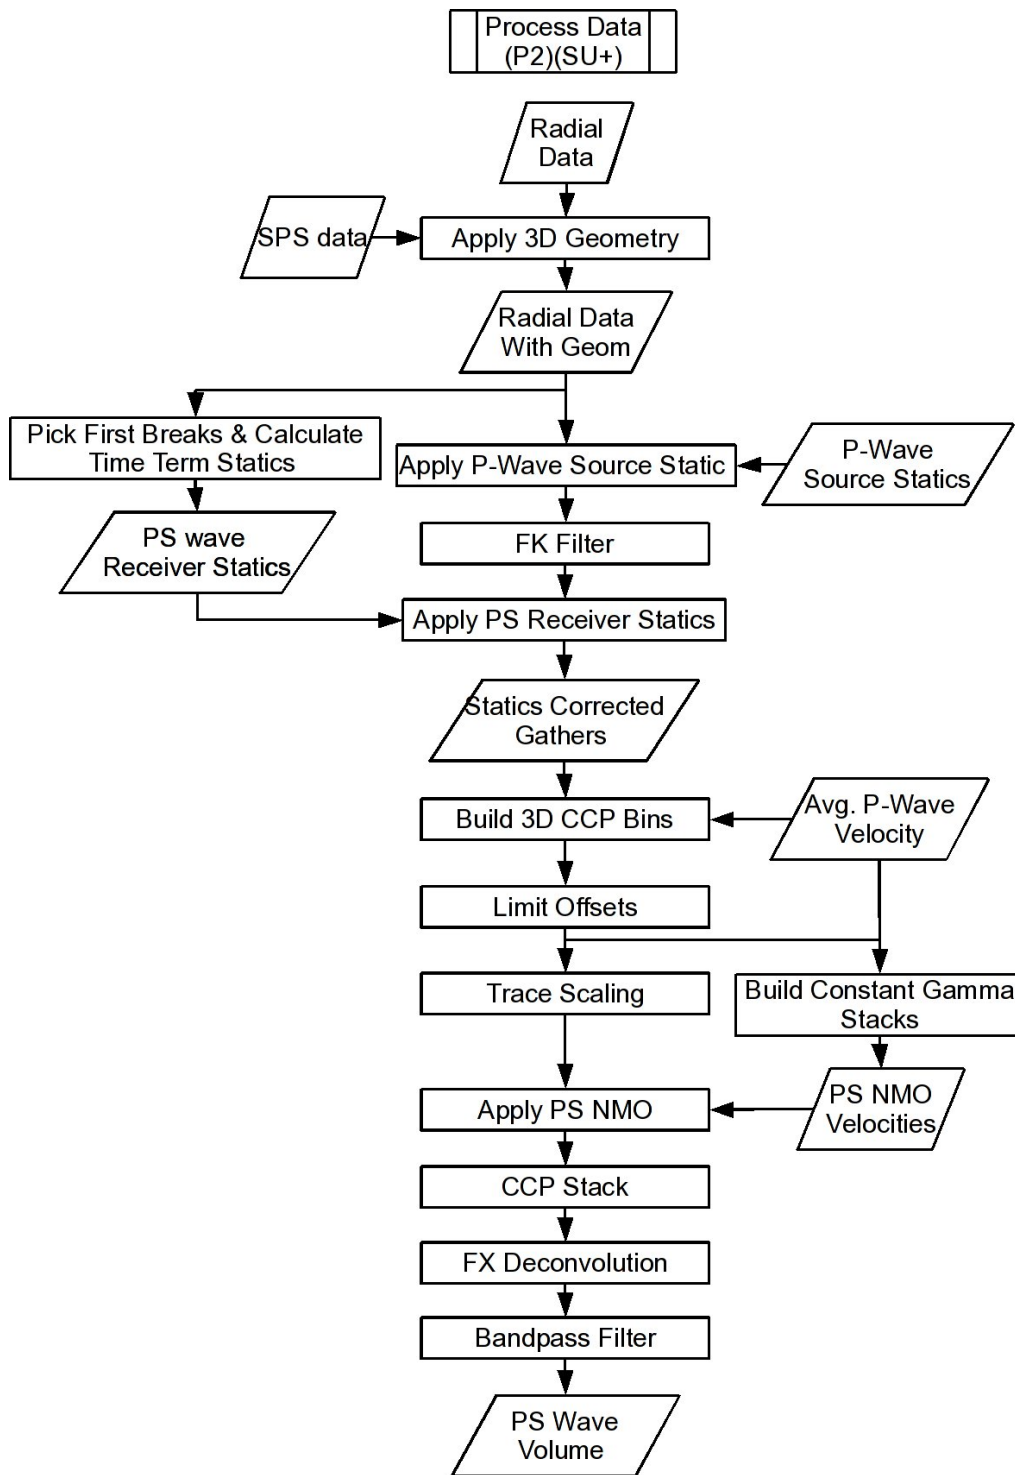 Process Data
(P2)(SU+)
Radial
Data
SPS data
Apply 3D Geometry
Radial Data
With Geom
Pick First Breaks & Calculate
Time Term Statics
Apply P-Wave Source Static
P-Wave
Source Statics
PS wave
Receiver Statics
FK Filter
Apply PS Receiver Statics
Statics Corrected
Gathers
Build 3D CCP Bins
Avg. P-Wave
Velocity
Limit Offsets
Trace Scaling
Build Constant Gamma
Stacks
Apply PS NMO
PS NMO
Velocities
CCP Stack
FX Deconvolution
Bandpass Filter
PS Wave
Volume